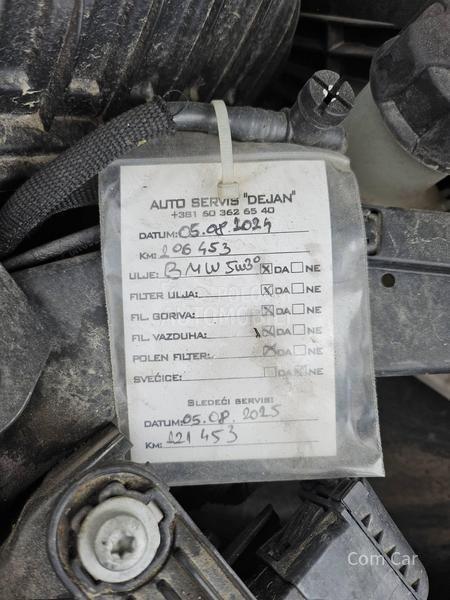 AUTO SERVIS "DEJAN"
+381 60 362 65 40
DATUM: 05.08.2024
KM: 206 453
ULJE: BMW 5W30 ☒DA☐NE
FILTER ULJA: ☒DA☐NE
FIL. GORIVA: ☒DA☐NE
FIL. VAZDUHA: ☒DA☐NE
POLEN FILTER: ☒DA☐NE
SVEĆICE: ☐DA☒NE
SLEDEĆI SERVIS:
DATUM: 05.08.2025
KM: 221 453
Com Car